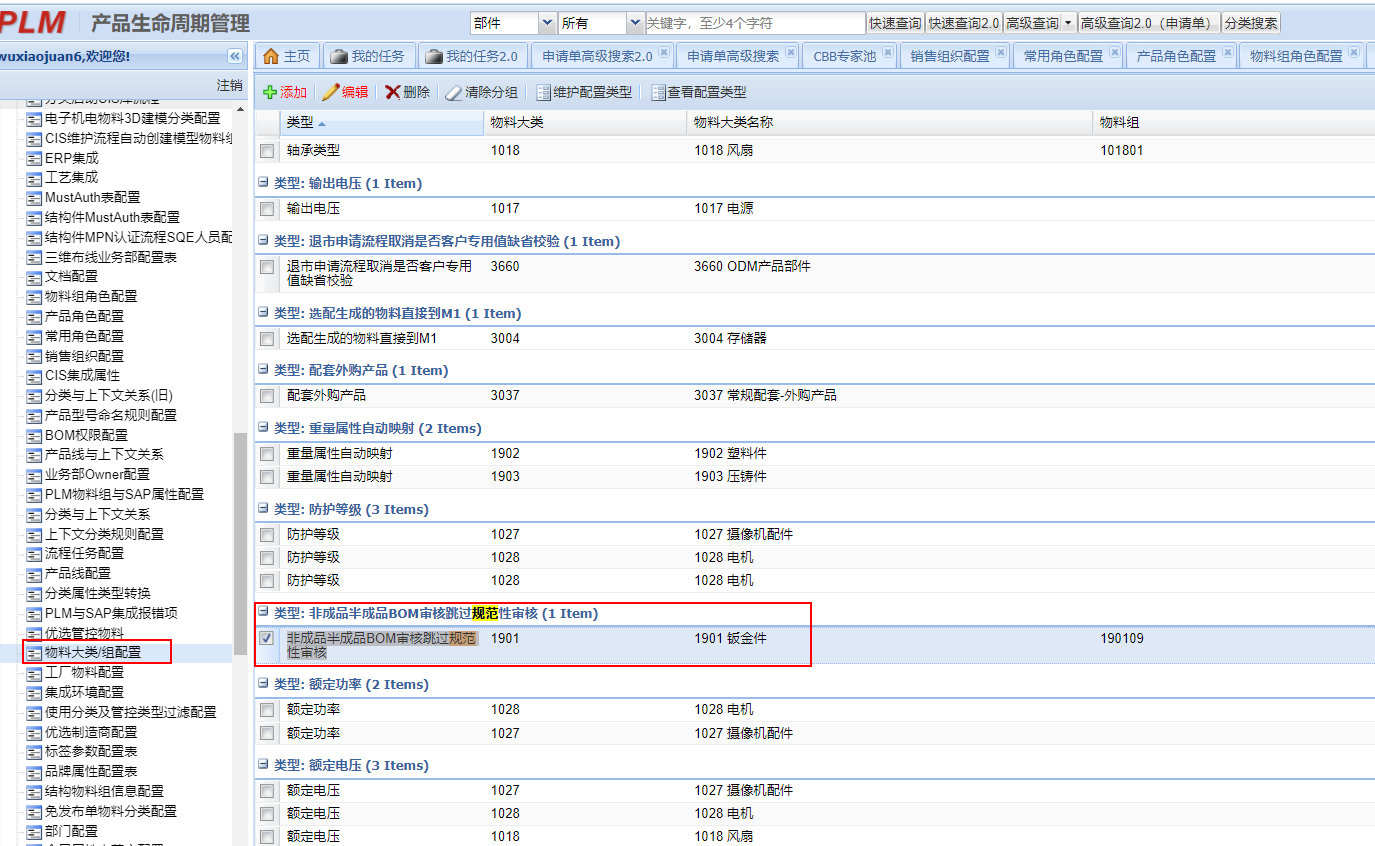 PLM 产品生命周期管理
部件 所有 关键字，至少4个字符 快速查询 快速查询2.0 高级查询 高级查询2.0（申请单） 分类搜索
wuxiaojuan6,欢迎您!
注销
主页 我的任务 我的任务2.0 申请单高级搜索2.0 申请单高级搜索 CBB专家池 销售组织配置 常用角色配置 产品角色配置 物料组角色配置
添加 编辑 删除 清除分组 维护配置类型 查看配置类型
电子机电物料3D建模分类配置
CIS维护流程自动创建模型物料组
ERP集成
工艺集成
MustAuth表配置
结构件MustAuth表配置
结构件MPN认证流程SQE人员配
三维布线业务部配置表
文档配置
物料组角色配置
产品角色配置
常用角色配置
销售组织配置
CIS集成属性
分类与上下文关系(旧)
产品型号命名规则配置
BOM权限配置
产品线与上下文关系
业务部Owner配置
PLM物料组与SAP属性配置
分类与上下文关系
上下文分类规则配置
流程任务配置
产品线配置
分类属性类型转换
PLM与SAP集成报错项
优选管控物料
物料大类/组配置
工厂物料配置
集成环境配置
使用分类及管控类型过滤配置
优选制造商配置
标签参数配置表
品牌属性配置表
结构物料组信息配置
免发布单物料分类配置
部门配置
类型 物料大类 物料大类名称 物料组
轴承类型 1018 1018 风扇 101801
类型: 输出电压 (1 Item)
输出电压 1017 1017 电源
类型: 退市申请流程取消是否客户专用值缺省校验 (1 Item)
退市申请流程取消是否客户专用 3660 3660 ODM产品部件
值缺省校验
类型: 选配生成的物料直接到M1 (1 Item)
选配生成的物料直接到M1 3004 3004 存储器
类型: 配套外购产品 (1 Item)
配套外购产品 3037 3037 常规配套-外购产品
类型: 重量属性自动映射 (2 Items)
重量属性自动映射 1902 1902 塑料件
重量属性自动映射 1903 1903 压铸件
类型: 防护等级 (3 Items)
防护等级 1027 1027 摄像机配件
防护等级 1028 1028 电机
防护等级 1028 1028 电机
类型: 非成品半成品BOM审核跳过规范性审核 (1 Item)
非成品半成品BOM审核跳过规范 1901 1901 钣金件 190109
性审核
类型: 额定功率 (2 Items)
额定功率 1028 1028 电机
额定功率 1027 1027 摄像机配件
类型: 额定电压 (3 Items)
额定电压 1027 1027 摄像机配件
额定电压 1028 1028 电机
额定电压 1018 1018 风扇